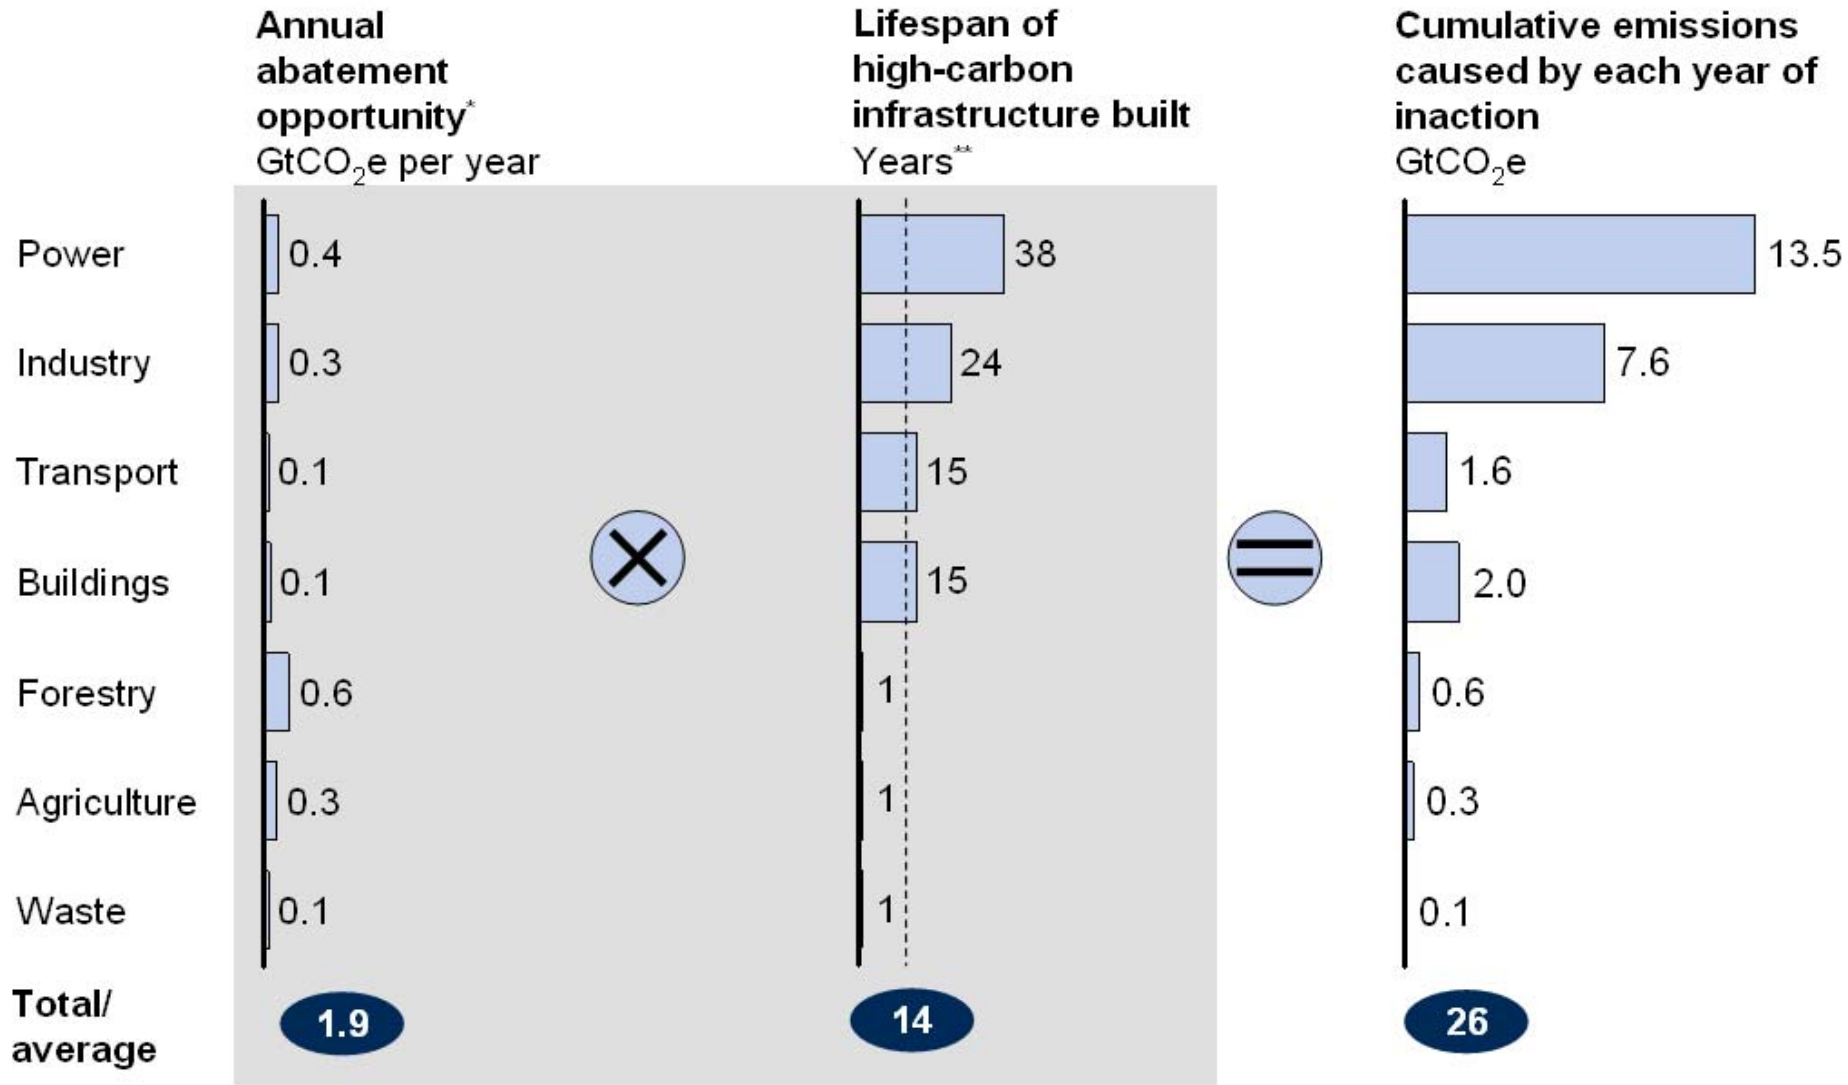 Annual
abatement
opportunity*
GtCO₂e per year
Lifespan of
high-carbon
infrastructure built
Years**
Cumulative emissions
caused by each year of
inaction
GtCO₂e
Power 0.4 38 13.5
Industry 0.3 24 7.6
Transport 0.1 15 1.6
Buildings 0.1 15 2.0
Forestry 0.6 1 0.6
Agriculture 0.3 1 0.3
Waste 0.1 1 0.1
Total/
average
1.9 14 26